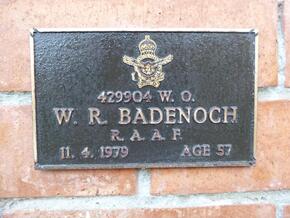 429904 W. O.
W. R. BADENOCH
R. A. A. F.
11. 4. 1979 AGE 57